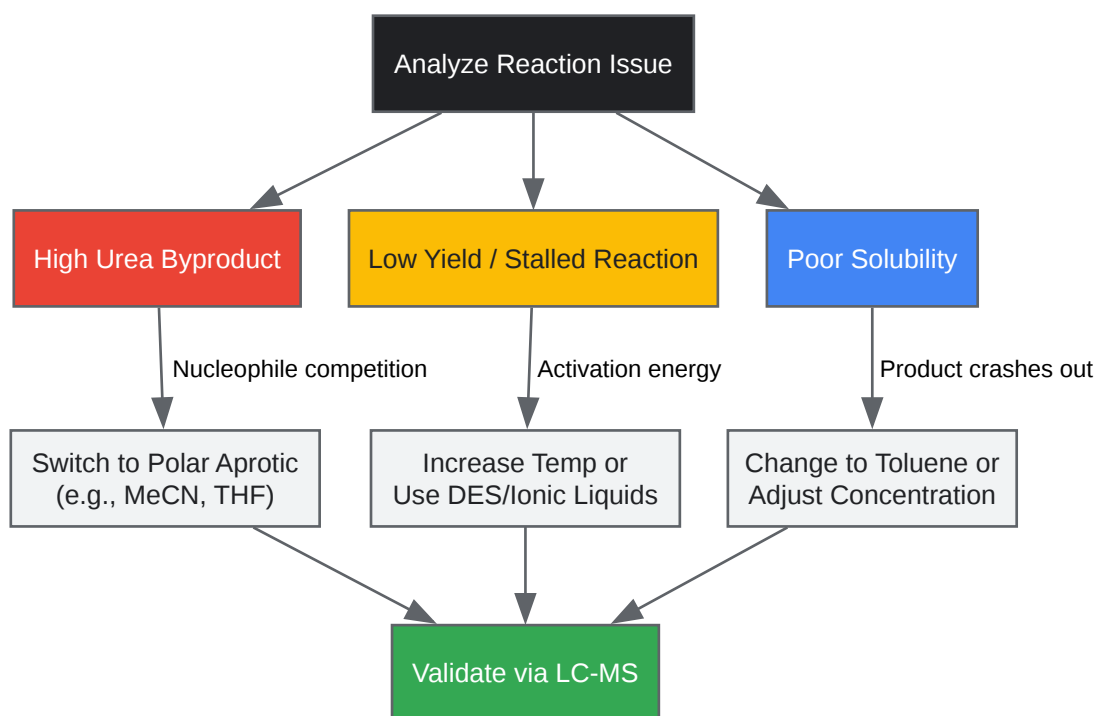 Analyze Reaction Issue
High Urea Byproduct
Low Yield / Stalled Reaction
Poor Solubility
Nucleophile competition
Activation energy
Product crashes out
Switch to Polar Aprotic
(e.g., MeCN, THF)
Increase Temp or
Use DES/Ionic Liquids
Change to Toluene or
Adjust Concentration
Validate via LC-MS